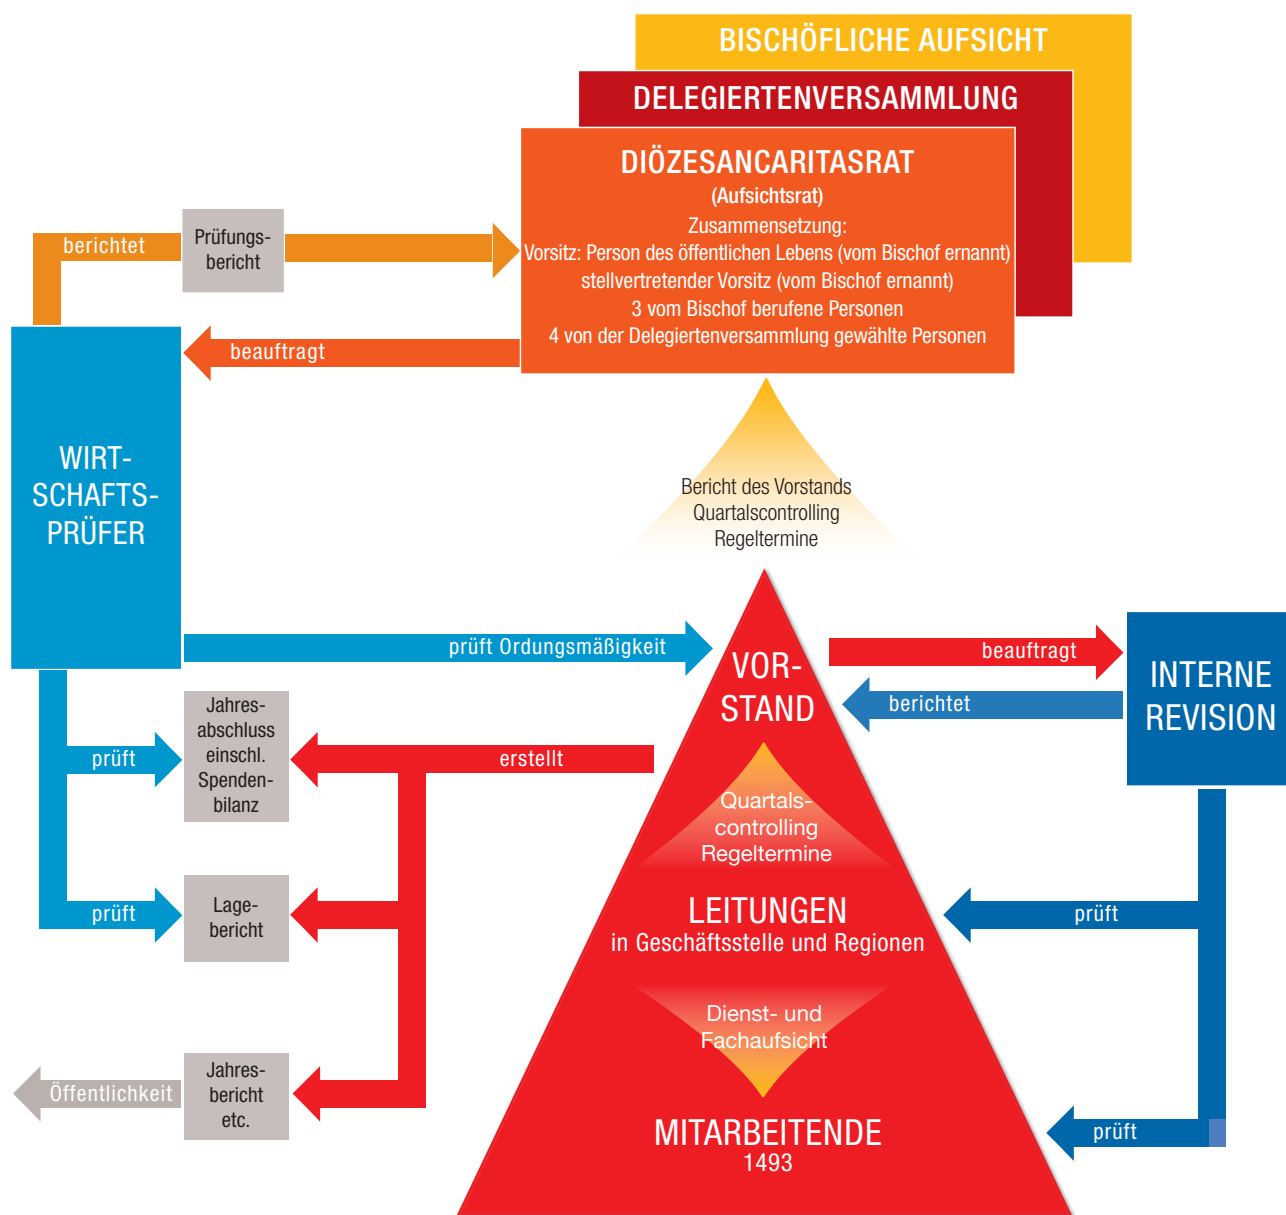 BISCHÖFLICHE AUFSICHT
DELEGIERTENVERSAMMLUNG
DIÖZESANCARITASRAT
(Aufsichtsrat)
Zusammensetzung:
Vorsitz: Person des öffentlichen Lebens (vom Bischof ernannt)
stellvertretender Vorsitz (vom Bischof ernannt)
3 vom Bischof berufene Personen
4 von der Delegiertenversammlung gewählte Personen
berichtet
Prüfungs-
bericht
beauftragt
WIRT-
SCHAFTS-
PRÜFER
Bericht des Vorstands
Quartalscontrolling
Regeltermine
prüft Ordungsmäßigkeit
VOR-
STAND
beauftragt
berichtet
INTERNE
REVISION
prüft
Jahres-
abschluss
einschl.
Spenden-
bilanz
erstellt
Quartals-
controlling
Regeltermine
prüft
Lage-
bericht
LEITUNGEN
in Geschäftsstelle und Regionen
prüft
Dienst- und
Fachaufsicht
Öffentlichkeit
Jahres-
bericht
etc.
MITARBEITENDE
1493
prüft